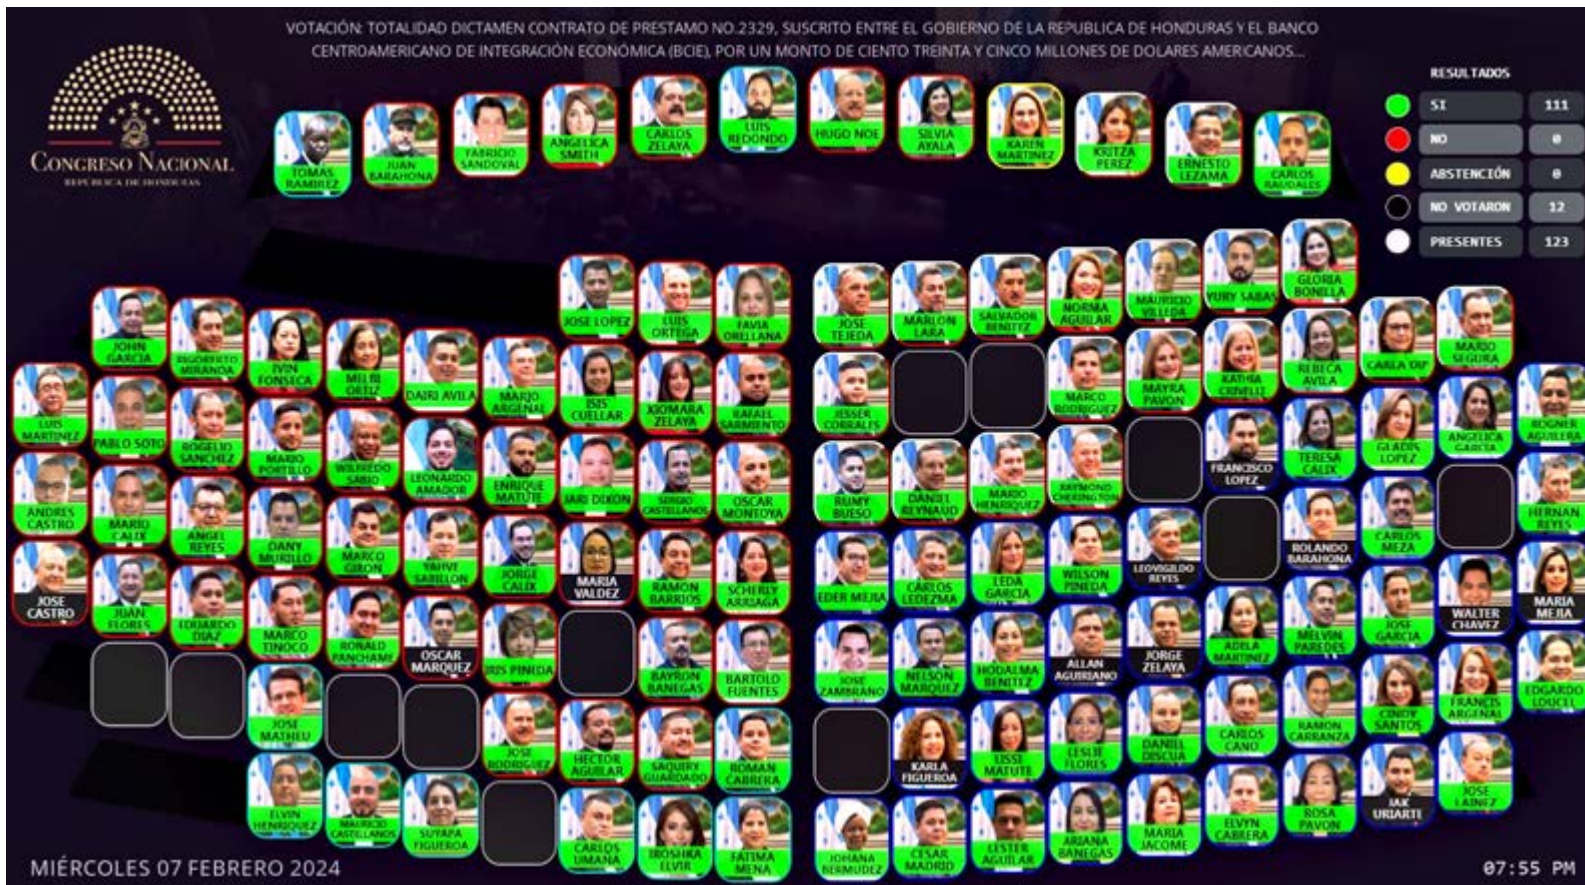 VOTACIÓN: TOTALIDAD DICTAMEN CONTRATO DE PRESTAMO NO.2329, SUSCRITO ENTRE EL GOBIERNO DE LA REPUBLICA DE HONDURAS Y EL BANCO
CENTROAMERICANO DE INTEGRACIÓN ECONÓMICA (BCIE), POR UN MONTO DE CIENTO TREINTA Y CINCO MILLONES DE DOLARES AMERICANOS...
CONGRESO NACIONAL
REPÚBLICA DE HONDURAS
RESULTADOS
SI 111
NO 0
ABSTENCIÓN 0
NO VOTARON 12
PRESENTES 123
TOMAS RAMIREZ
JUAN BARAHONA
FABRICIO SANDOVAL
ANGELICA SMITH
CARLOS ZELAYA
LUIS REDONDO
HUGO NOE
SILVIA AYALA
KAREN MARTINEZ
KRITZA PEREZ
ERNESTO LEZAMA
CARLOS RAUDALES
JOHN GARCIA
RIGOBERTO MIRANDA
IVIN FONSECA
MELBI ORTIZ
DAIRI AVILA
MARIO ARGENAL
JOSE LOPEZ
LUIS ORTEGA
FAVIA ORELLANA
JOSE TEJEDA
MARLON LARA
SALVADOR BENITEZ
NORMA AGUILAR
MAURICIO VILLEDA
YURY SABAS
GLORIA BONILLA
CARLA DIP
MARIO SEGURA
LUIS MARTINEZ
PABLO SOTO
ROGELIO SANCHEZ
MARIO PORTILLO
WILFREDO SABIO
LEONARDO AMADOR
ENRIQUE MATUTE
ISIS CUELLAR
XIOMARA ZELAYA
RAFAEL SARMIENTO
JESSER CORRALES
MARCO RODRIGUEZ
MAYRA PAVON
KATHIA CRIVELLI
REBECA AVILA
GLADIS LOPEZ
ANGELICA GARCIA
ROGNER AGUILERA
ANDRES CASTRO
MARIO CALIX
ANGEL REYES
DANY MURILLO
MARCO GIRON
YAHVE SABILLON
JORGE CALIX
JARI DIXON
SERGIO CASTELLANOS
OSCAR MONTOYA
RUMY BUESO
DANIEL REYNAUD
MARIO HENRIQUEZ
RAYMOND CHERINGTON
FRANCISCO LOPEZ
TERESA CALIX
CARLOS MEZA
HERNAN REYES
JOSE CASTRO
JUAN FLORES
EDUARDO DIAZ
MARCO TINOCO
RONALD PANCHAME
OSCAR MARQUEZ
IRIS PINEDA
MARIA VALDEZ
RAMON BARRIOS
SCHERLY ARRIAGA
EDER MEJIA
CARLOS LEDEZMA
LEDA GARCIA
WILSON PINEDA
LEOVIGILDO REYES
ROLANDO BARAHONA
JOSE GARCIA
WALTER CHAVEZ
MARIA MEJIA
JOSE MATHEU
JOSE RODRIGUEZ
HECTOR AGUILAR
BAYRON BANEGAS
BARTOLO FUENTES
JOSE ZAMBRANO
NELSON MARQUEZ
HODALMA BENITEZ
ALLAN AGUIRIANO
JORGE ZELAYA
ADELA MARTINEZ
MELVIN PAREDES
CINDY SANTOS
FRANCIS ARGENAL
EDGARDO LOUCEL
ELVIN HENRIQUEZ
MAURICIO CASTELLANOS
SUYAPA FIGUEROA
CARLOS UMAÑA
SAQUERY GUARDADO
ROMAN CABRERA
KARLA FIGUEROA
LISSI MATUTE
LESLIE FLORES
DANIEL DISCUA
CARLOS CANO
RAMON CARRANZA
JOSE LAINEZ
IROSHKA ELVIR
FATIMA MENA
JOHANA BERMUDEZ
CESAR MADRID
LESTER AGUILAR
ARIANA BANEGAS
MARIA JACOME
ELVYN CABRERA
ROSA PAVON
JAK URIARTE
MIÉRCOLES 07 FEBRERO 2024
07:55 PM